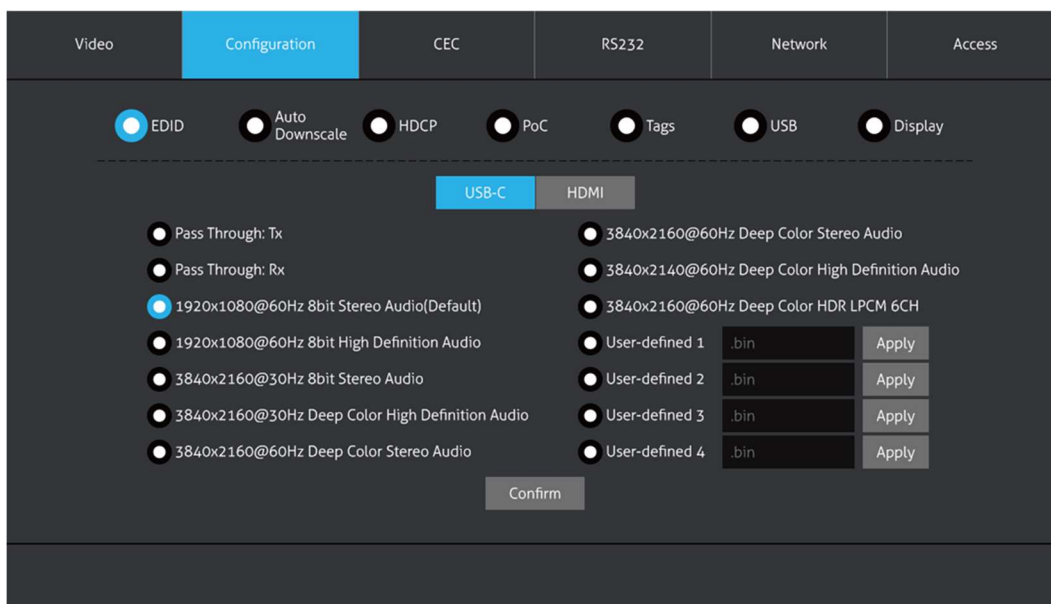 Video
Configuration
CEC
RS232
Network
Access
EDID
Auto
Downscale
HDCP
PoC
Tags
USB
Display
USB-C
HDMI
Pass Through: Tx
Pass Through: Rx
1920x1080@60Hz 8bit Stereo Audio(Default)
1920x1080@60Hz 8bit High Definition Audio
3840x2160@30Hz 8bit Stereo Audio
3840x2160@30Hz Deep Color High Definition Audio
3840x2160@60Hz Deep Color Stereo Audio
3840x2160@60Hz Deep Color Stereo Audio
3840x2140@60Hz Deep Color High Definition Audio
3840x2160@60Hz Deep Color HDR LPCM 6CH
User-defined 1 .bin Apply
User-defined 2 .bin Apply
User-defined 3 .bin Apply
User-defined 4 .bin Apply
Confirm